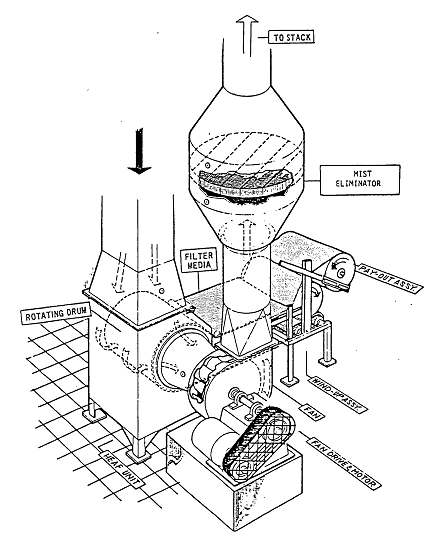 TO STACK
MIST
ELIMINATOR
FILTER
MEDIA
PAY-OUT ASSY
ROTATING DRUM
WIND-UP ASSY
FAN
FAN DRIVE & MOTOR
HEAF UNIT